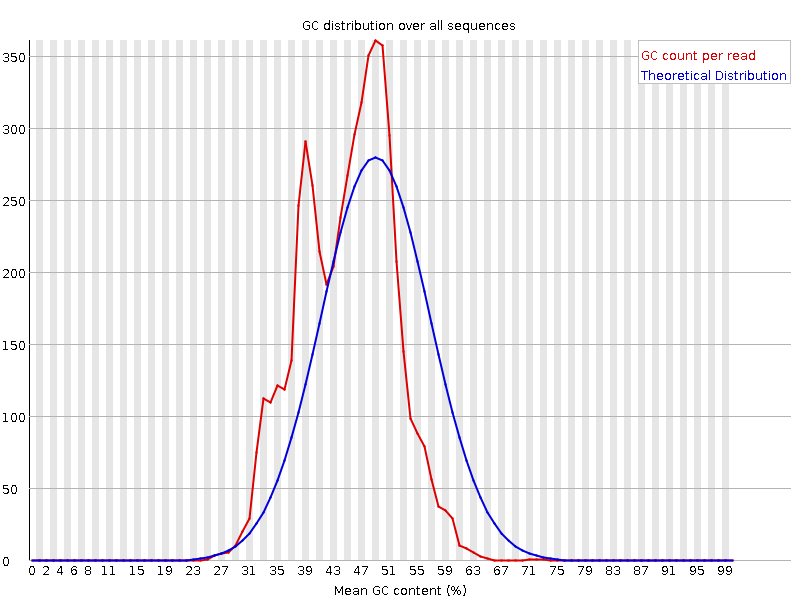 GC distribution over all sequences
GC count per read
Theoretical Distribution
350
300
250
200
150
100
50
0
0 2 4 6 8 11 15 19 23 27 31 35 39 43 47 51 55 59 63 67 71 75 79 83 87 91 95 99
Mean GC content (%)